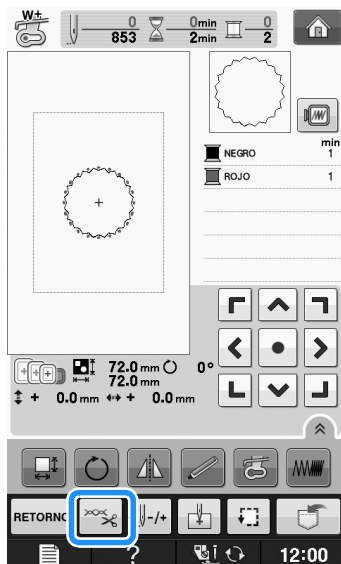 W+
0 0min 0
853 2min 2
min
NEGRO 1
ROJO 1
72.0 mm 0°
72.0 mm
+ 0.0 mm + 0.0 mm
RETORNO -/+
? 12:00